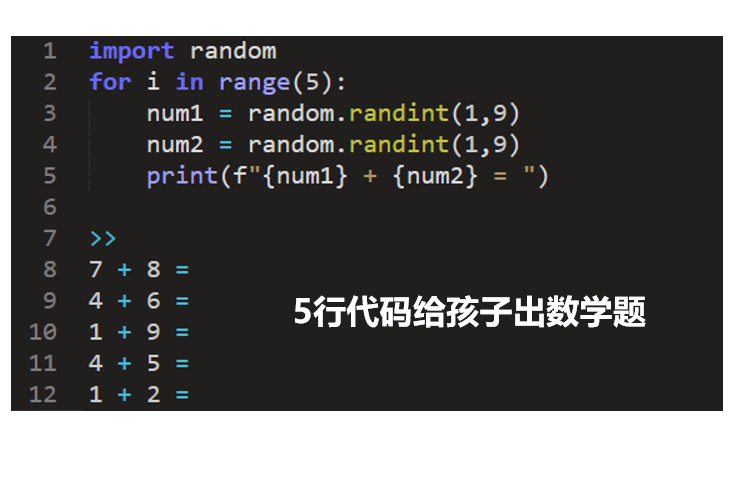 1 import random
2 for i in range(5):
3     num1 = random.randint(1,9)
4     num2 = random.randint(1,9)
5     print(f"{num1} + {num2} = ")
6
7 >>
8 7 + 8 =
9 4 + 6 =
5行代码给孩子出数学题
10 1 + 9 =
11 4 + 5 =
12 1 + 2 =